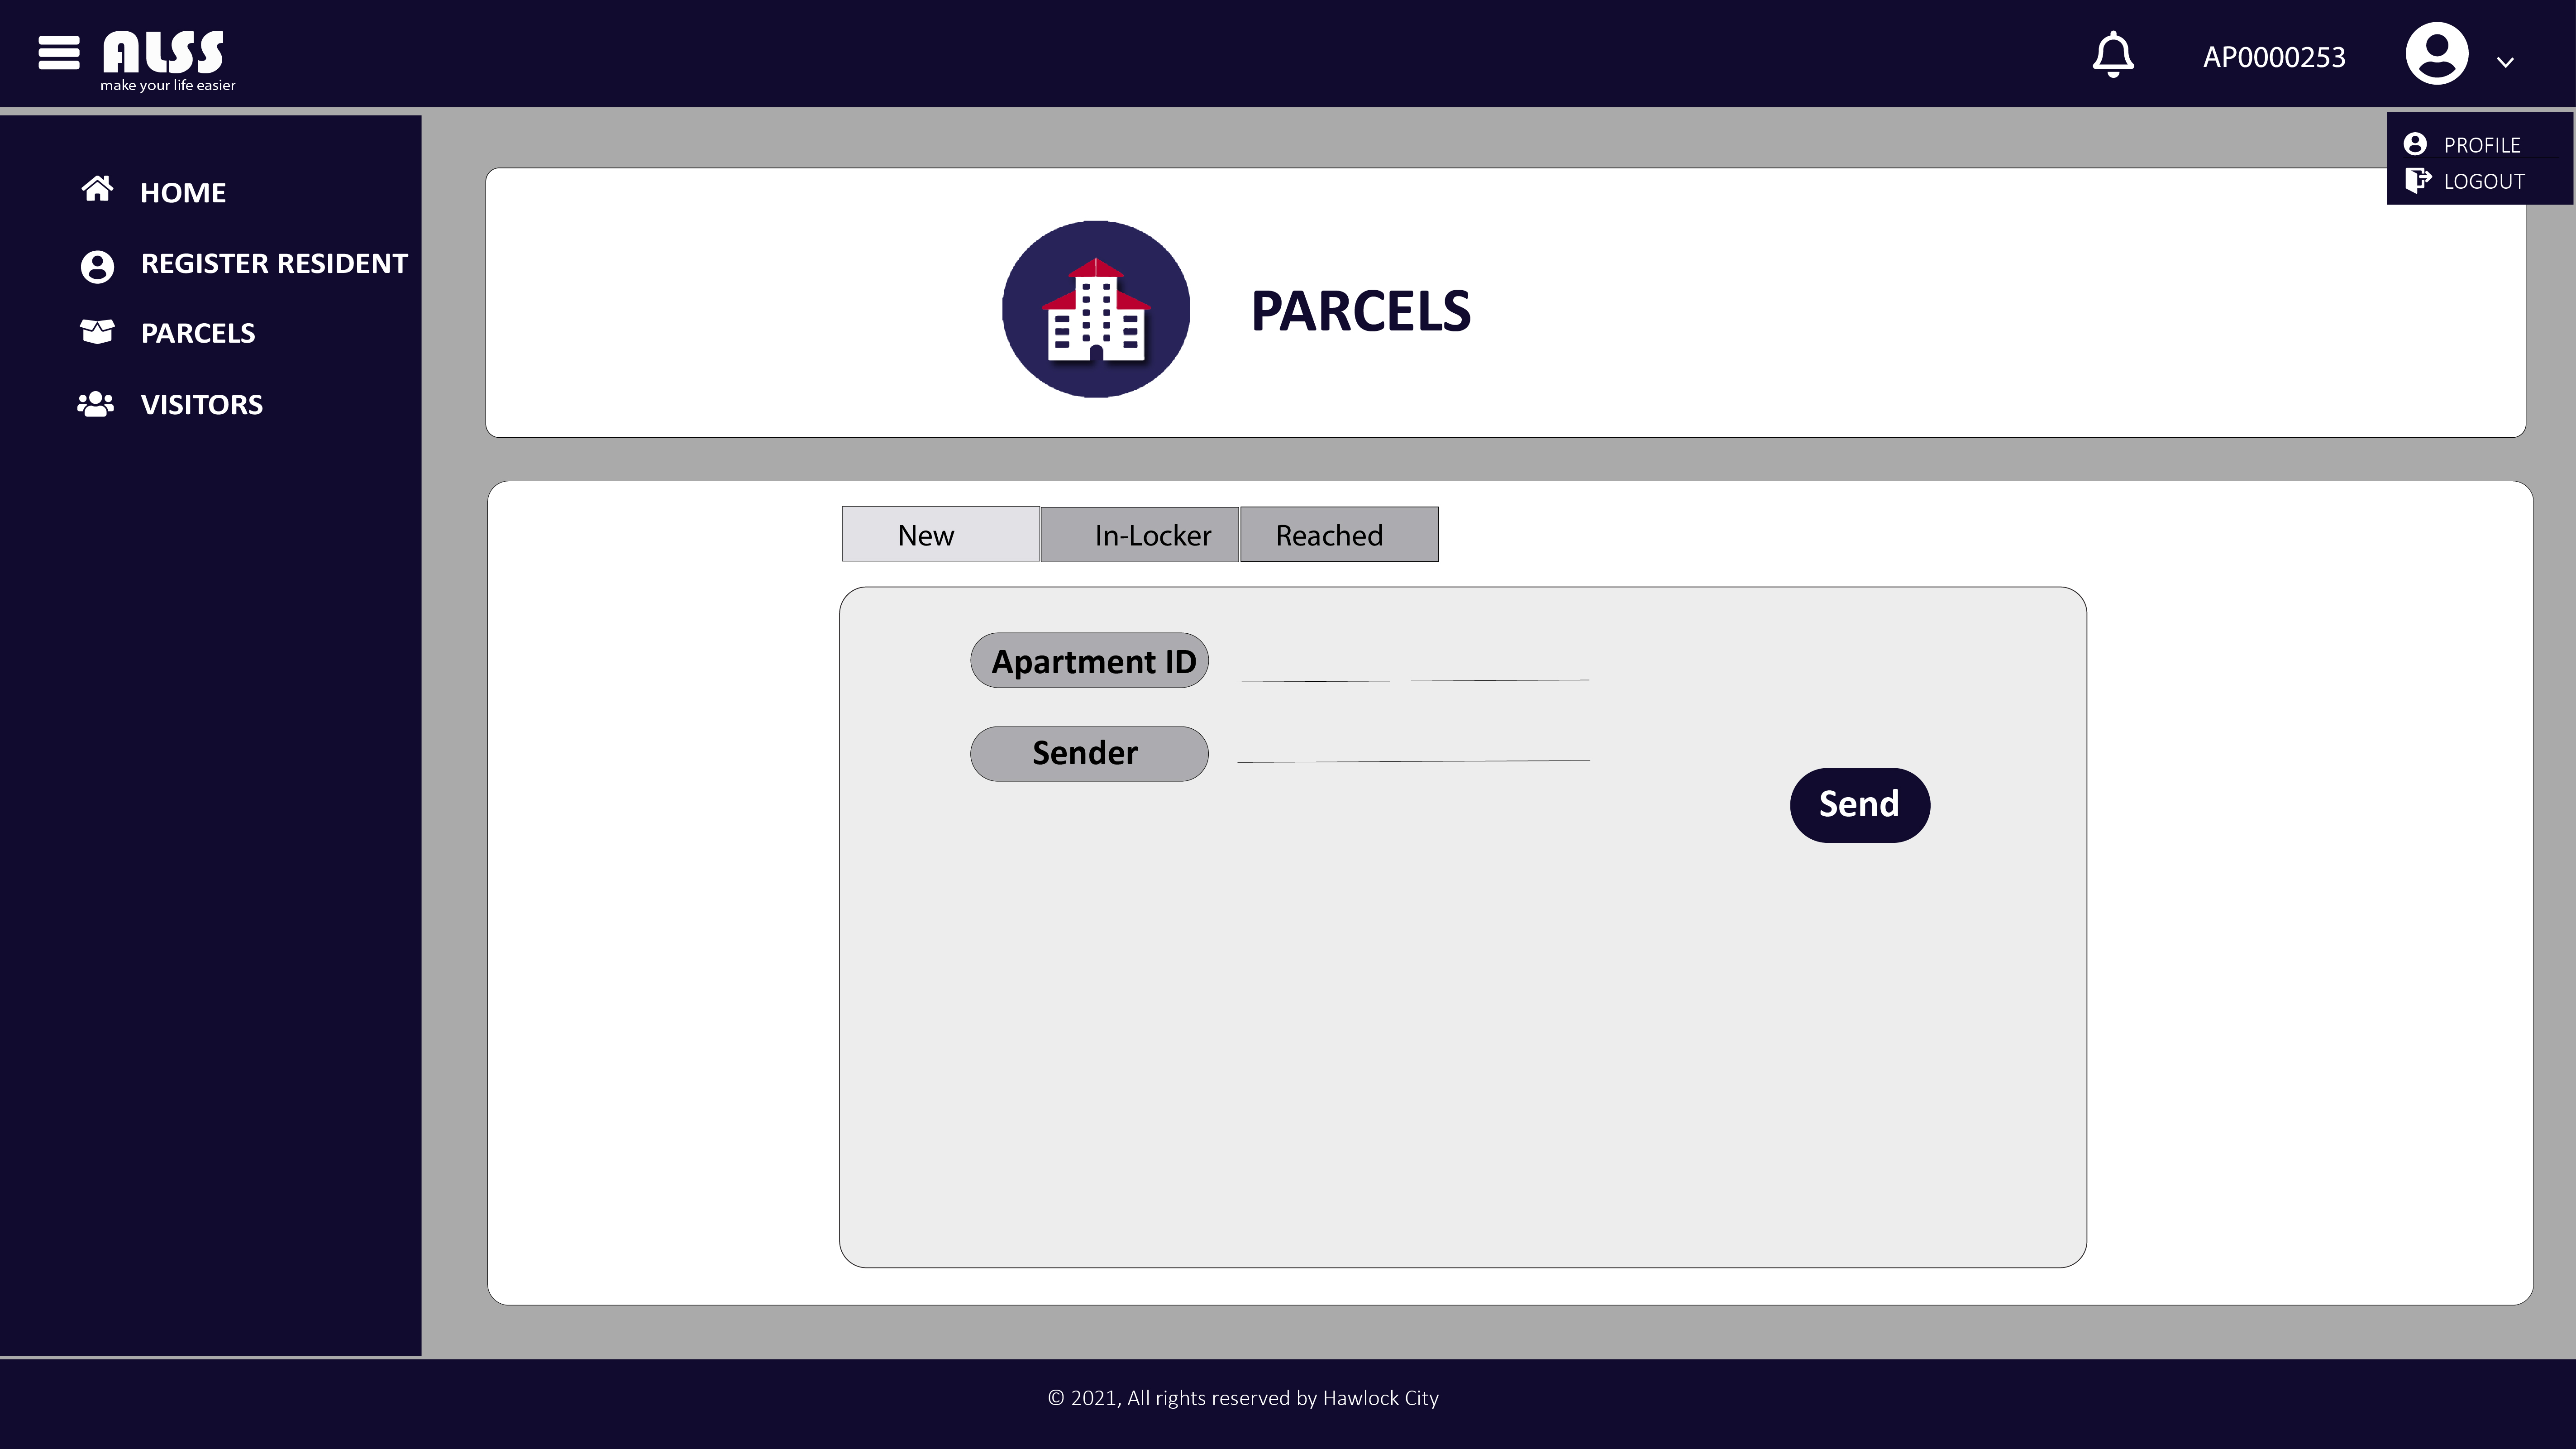 ALSS
make your life easier
AP0000253
PROFILE
LOGOUT
HOME
REGISTER RESIDENT
PARCELS
VISITORS
PARCELS
New
In-Locker
Reached
Apartment ID
Sender
Send
© 2021, All rights reserved by Hawlock City